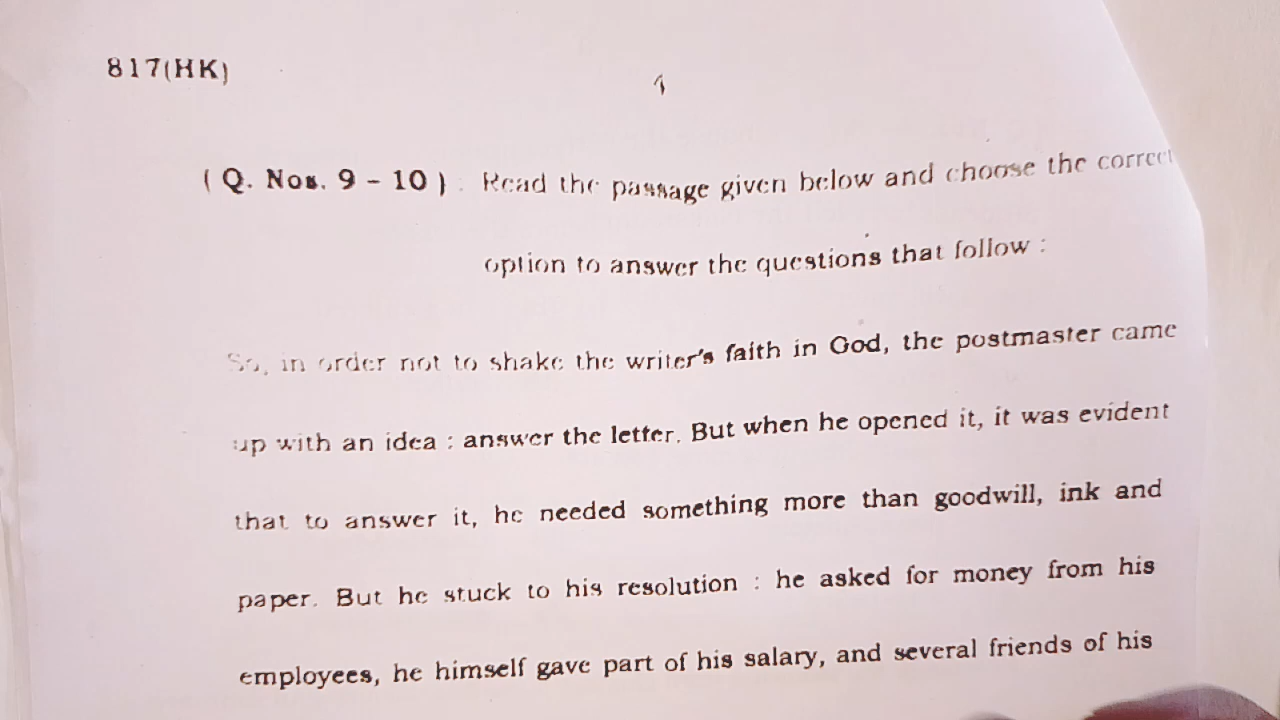 817(HK)
( Q. Nos. 9 – 10 ) : Read the passage given below and choose the correct
option to answer the questions that follow :
So, in order not to shake the writer's faith in God, the postmaster came
up with an idea : answer the letter. But when he opened it, it was evident
that to answer it, he needed something more than goodwill, ink and
paper. But he stuck to his resolution : he asked for money from his
employees, he himself gave part of his salary, and several friends of his